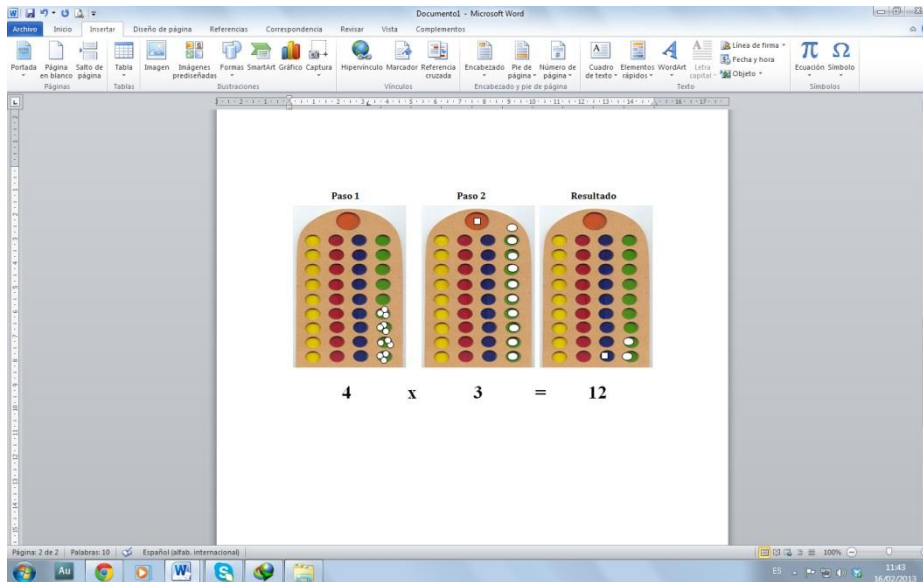 Documento1 - Microsoft Word
Archivo Inicio Insertar Diseño de página Referencias Correspondencia Revisar Vista Complementos
Portada Página en blanco Salto de página Tabla Imagen Imágenes prediseñadas Formas SmartArt Gráfico Captura Hipervínculo Marcador Referencia cruzada Encabezado Pie de página Número de página Cuadro de texto Elementos rápidos WordArt Letra capital Línea de firma Fecha y hora Objeto Ecuación Símbolo
Páginas Tablas Ilustraciones Vínculos Encabezado y pie de página Texto Símbolos
Paso 1 Paso 2 Resultado
4 x 3 = 12
Página: 2 de 2 Palabras: 10 Español (alfab. internacional) 100%
Au W S ES 11:43
16/02/2013